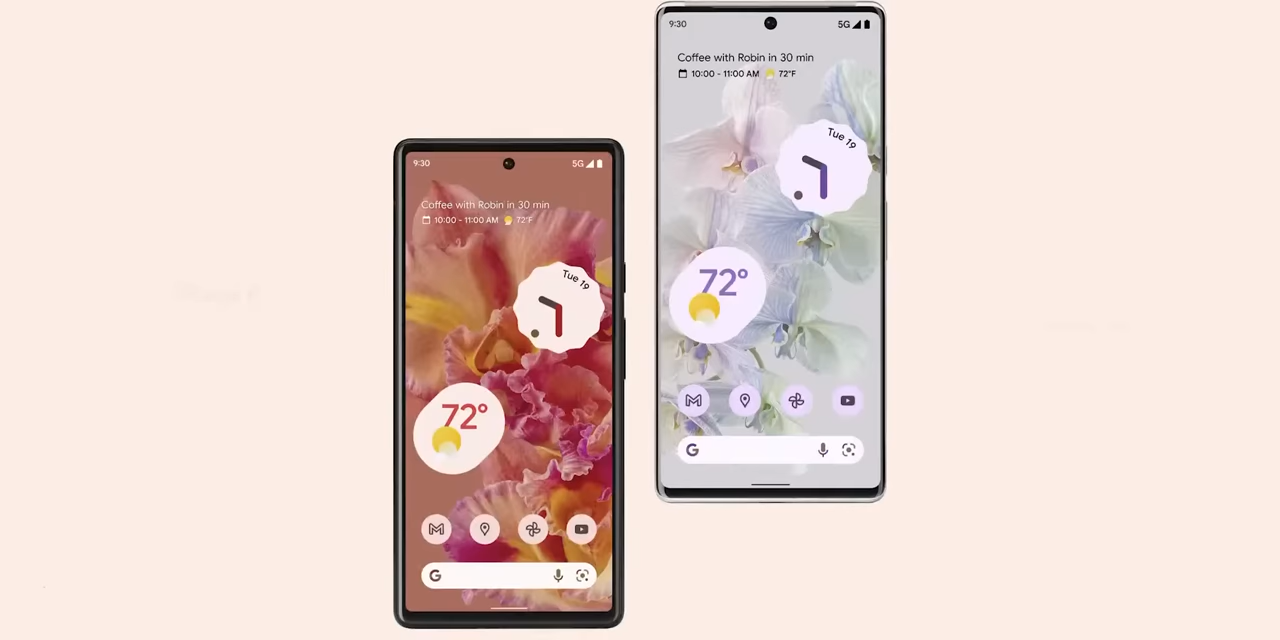 9:30
5G
Coffee with Robin in 30 min
10:00 - 11:00 AM 72°F
Tue 19
72°
G
9:30
5G
Coffee with Robin in 30 min
10:00 - 11:00 AM 72°F
Tue 19
72°
G